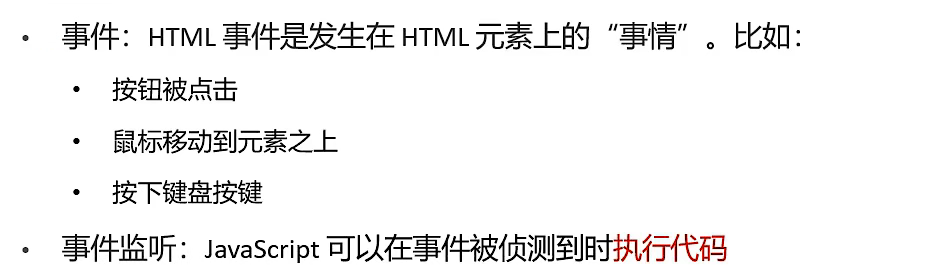 • 事件：HTML 事件是发生在 HTML 元素上的“事情”。比如：
• 按钮被点击
• 鼠标移动到元素之上
• 按下键盘按键
• 事件监听：JavaScript 可以在事件被侦测到时执行代码